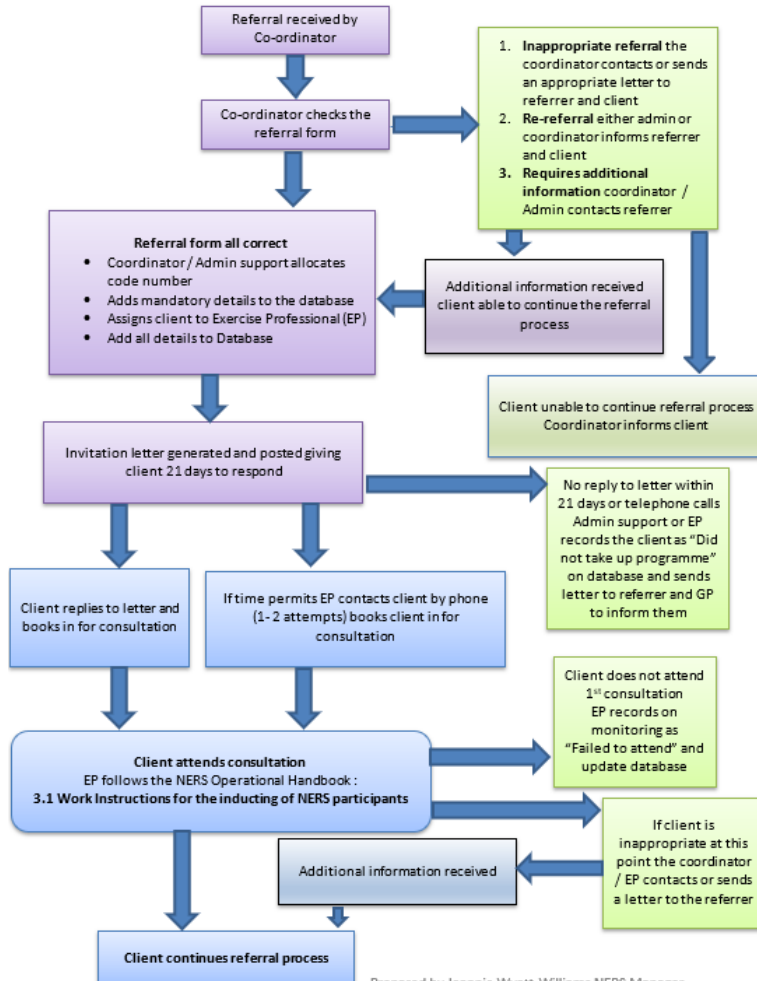 Referral received by
Co-ordinator
Co-ordinator checks the
referral form
1. Inappropriate referral the
coordinator contacts or sends
an appropriate letter to
referrer and client
2. Re-referral either admin or
coordinator informs referrer
and client
3. Requires additional
information coordinator /
Admin contacts referrer
Referral form all correct
• Coordinator / Admin support allocates
code number
• Adds mandatory details to the database
• Assigns client to Exercise Professional (EP)
• Add all details to Database
Additional information received
client able to continue the referral
process
Client unable to continue referral process
Coordinator informs client
Invitation letter generated and posted giving
client 21 days to respond
No reply to letter within
21 days or telephone calls
Admin support or EP
records the client as “Did
not take up programme”
on database and sends
letter to referrer and GP
to inform them
Client replies to letter and
books in for consultation
If time permits EP contacts client by phone
(1- 2 attempts) books client in for
consultation
Client does not attend
1st consultation
EP records on
monitoring as
“Failed to attend” and
update database
Client attends consultation
EP follows the NERS Operational Handbook :
3.1 Work Instructions for the inducting of NERS participants
If client is
inappropriate at this
point the coordinator
/ EP contacts or sends
a letter to the referrer
Additional information received
Client continues referral process
Prepared by Jeannie Wyatt-Williams NERS Manager